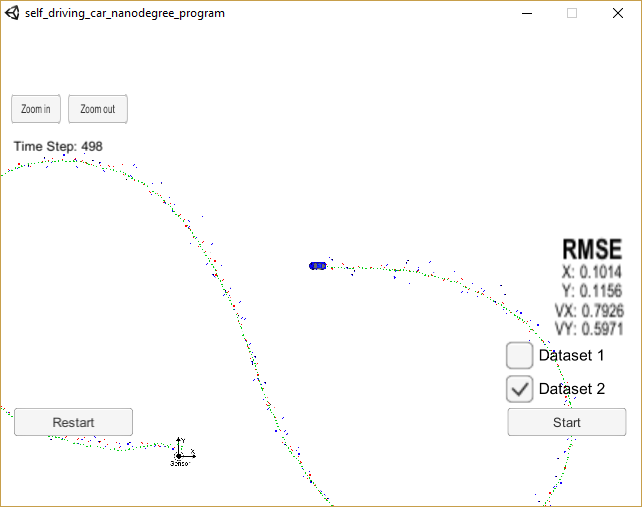 self_driving_car_nanodegree_program
Zoom in
Zoom out
Time Step: 498
RMSE
X: 0.1014
Y: 0.1156
VX: 0.7926
VY: 0.5971
Dataset 1
Dataset 2
Restart
Start
Y
X
Sensor